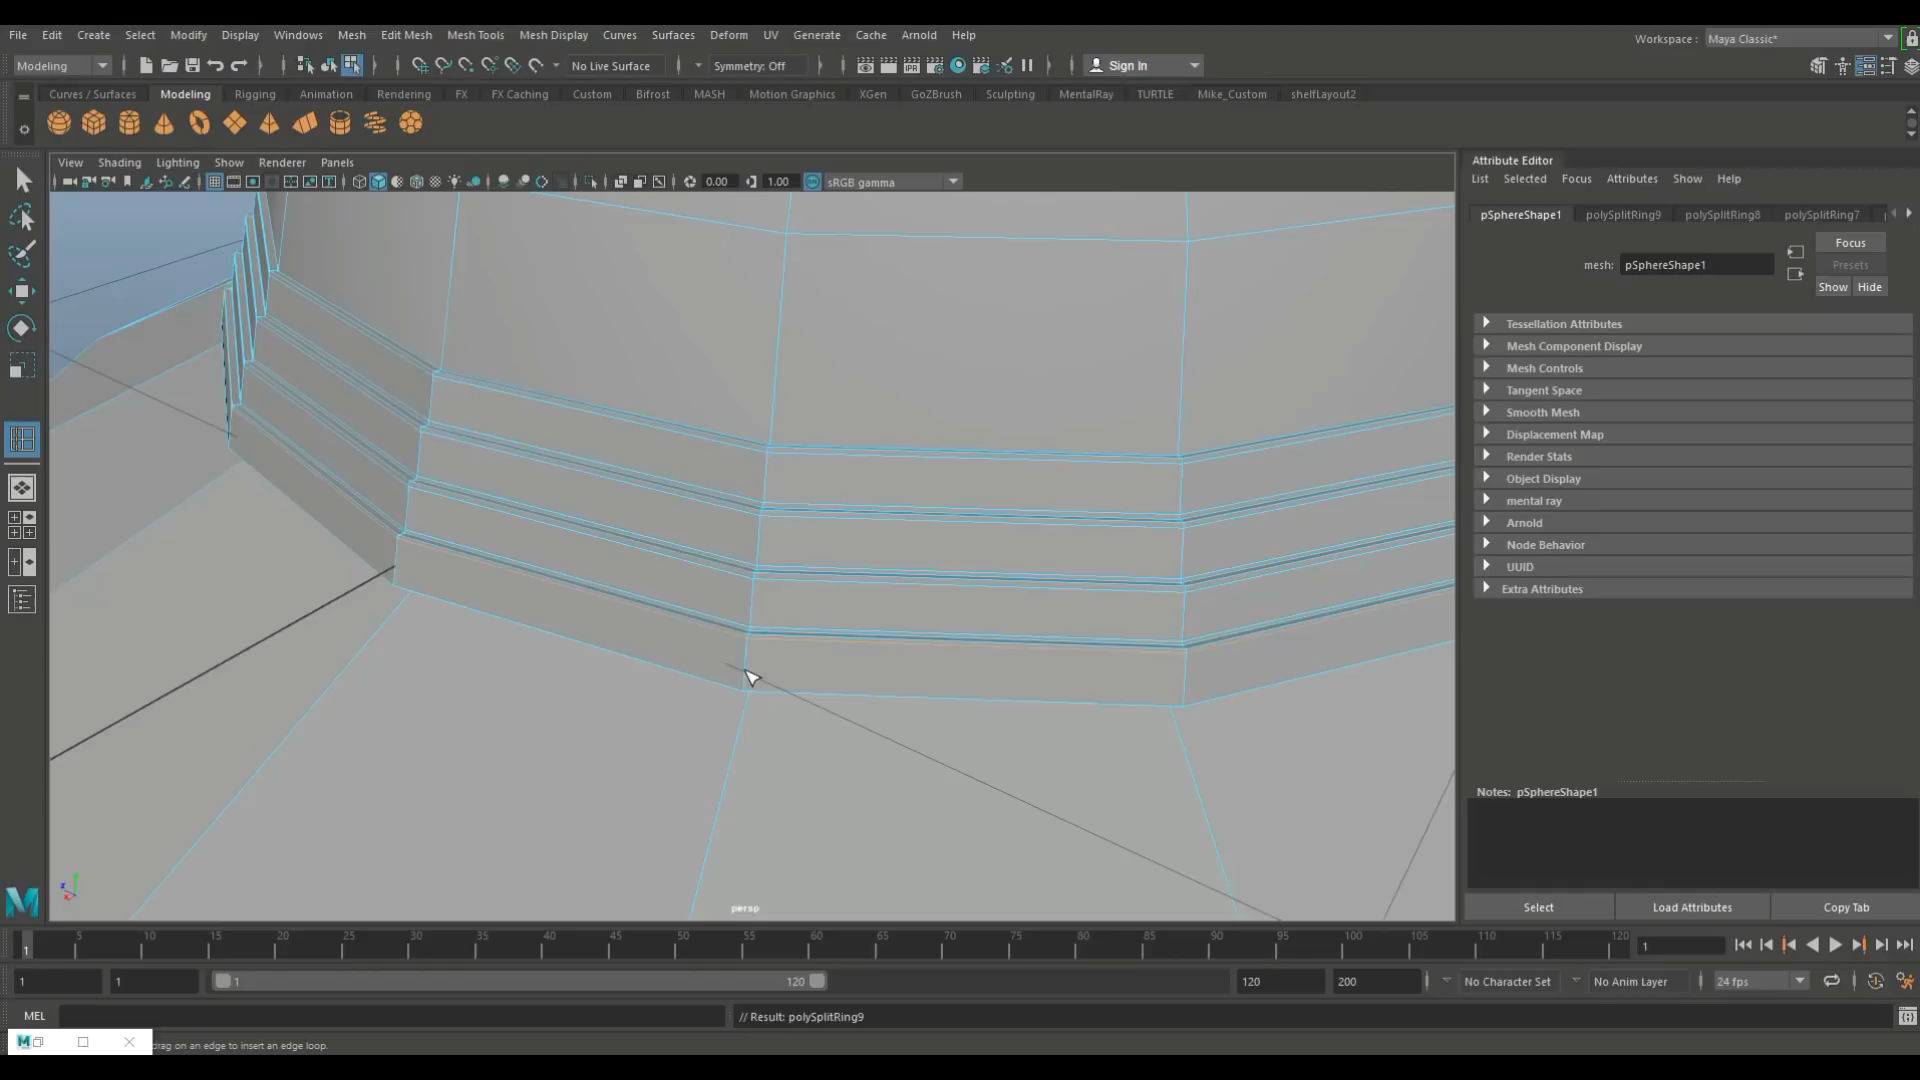 File Edit Create Select Modify Display Windows Mesh Edit Mesh Mesh Tools Mesh Display Curves Surfaces Deform UV Generate Cache Arnold Help
Workspace : Maya Classic*
Modeling No Live Surface Symmetry: Off Sign In
Curves / Surfaces Modeling Rigging Animation Rendering FX FX Caching Custom Bifrost MASH Motion Graphics XGen GoZBrush Sculpting MentalRay TURTLE Mike_Custom shelfLayout2
View Shading Lighting Show Renderer Panels
0.00 1.00 sRGB gamma
Attribute Editor
List Selected Focus Attributes Show Help
pSphereShape1 polySplitRing9 polySplitRing8 polySplitRing7
Focus
mesh: pSphereShape1 Presets
Show Hide
Tessellation Attributes
Mesh Component Display
Mesh Controls
Tangent Space
Smooth Mesh
Displacement Map
Render Stats
Object Display
mental ray
Arnold
Node Behavior
UUID
Extra Attributes
Notes: pSphereShape1
Select Load Attributes Copy Tab
persp
1 5 10 15 20 25 30 35 40 45 50 55 60 65 70 75 80 85 90 95 100 105 110 115 120 1
1 1 1 120 120 200 No Character Set No Anim Layer 24 fps
MEL // Result: polySplitRing9
drag on an edge to insert an edge loop.